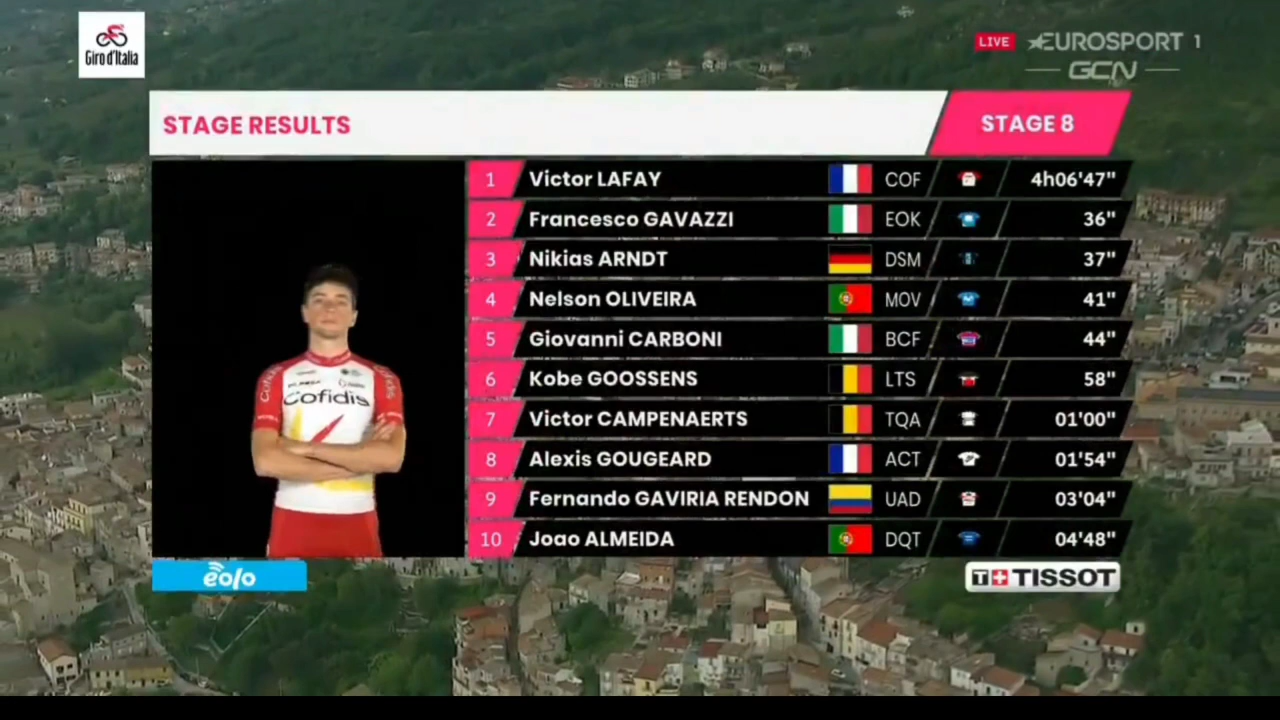 Giro d'Italia
LIVE EUROSPORT 1
GCN
STAGE RESULTS STAGE 8
1 Victor LAFAY COF 4h06'47"
2 Francesco GAVAZZI EOK 36"
3 Nikias ARNDT DSM 37"
4 Nelson OLIVEIRA MOV 41"
5 Giovanni CARBONI BCF 44"
6 Kobe GOOSSENS LTS 58"
7 Victor CAMPENAERTS TQA 01'00"
8 Alexis GOUGEARD ACT 01'54"
9 Fernando GAVIRIA RENDON UAD 03'04"
10 Joao ALMEIDA DQT 04'48"
Cofidis
eolo
T+ TISSOT